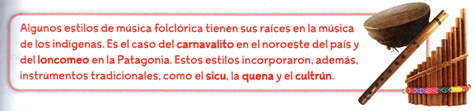 Algunos estilos de música folclórica tienen sus raíces en la música
de los indígenas. Es el caso del carnavalito en el noroeste del país y
del loncomeo en la Patagonia. Estos estilos incorporaron, además,
instrumentos tradicionales, como el sicu, la quena y el cultrún.